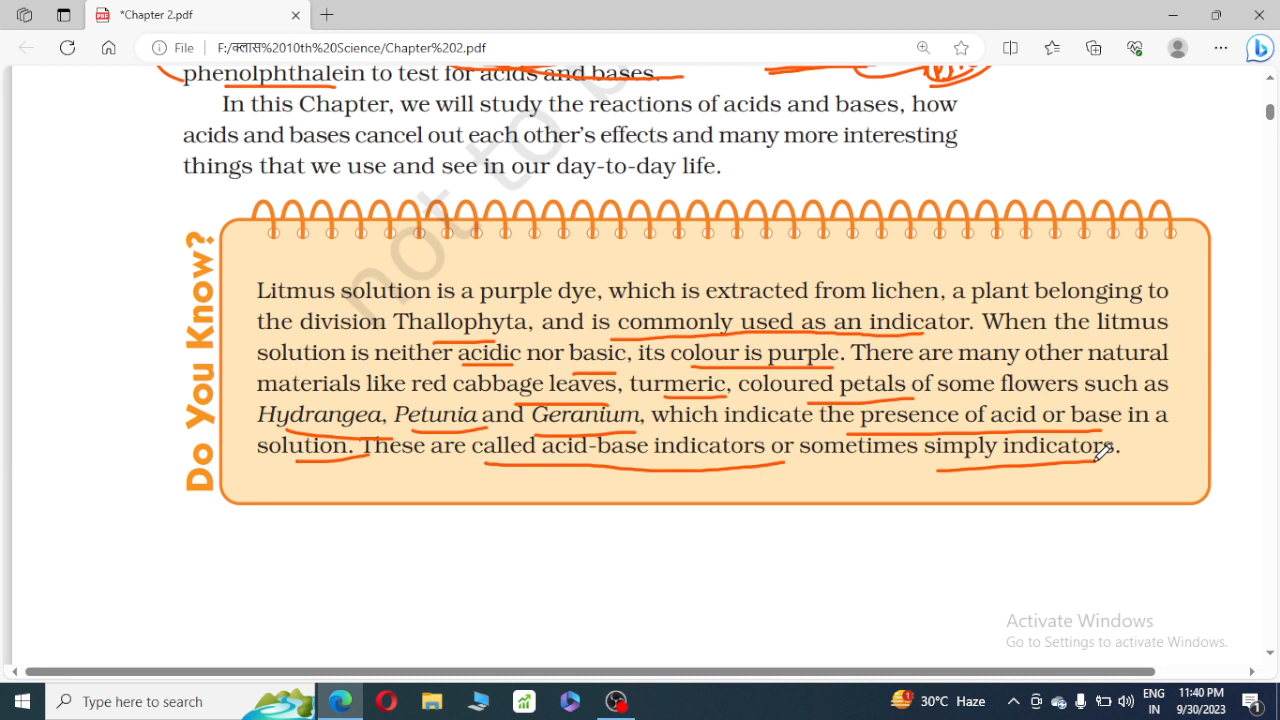 *Chapter 2.pdf
File F:/क्लास%2010th%20Science/Chapter%202.pdf
phenolphthalein to test for acids and bases.
In this Chapter, we will study the reactions of acids and bases, how
acids and bases cancel out each other's effects and many more interesting
things that we use and see in our day-to-day life.
not to b
Do You Know?
Litmus solution is a purple dye, which is extracted from lichen, a plant belonging to
the division Thallophyta, and is commonly used as an indicator. When the litmus
solution is neither acidic nor basic, its colour is purple. There are many other natural
materials like red cabbage leaves, turmeric, coloured petals of some flowers such as
Hydrangea, Petunia and Geranium, which indicate the presence of acid or base in a
solution. These are called acid-base indicators or sometimes simply indicators.
Activate Windows
Go to Settings to activate Windows.
Type here to search
30°C Haze
ENG
IN
11:40 PM
9/30/2023